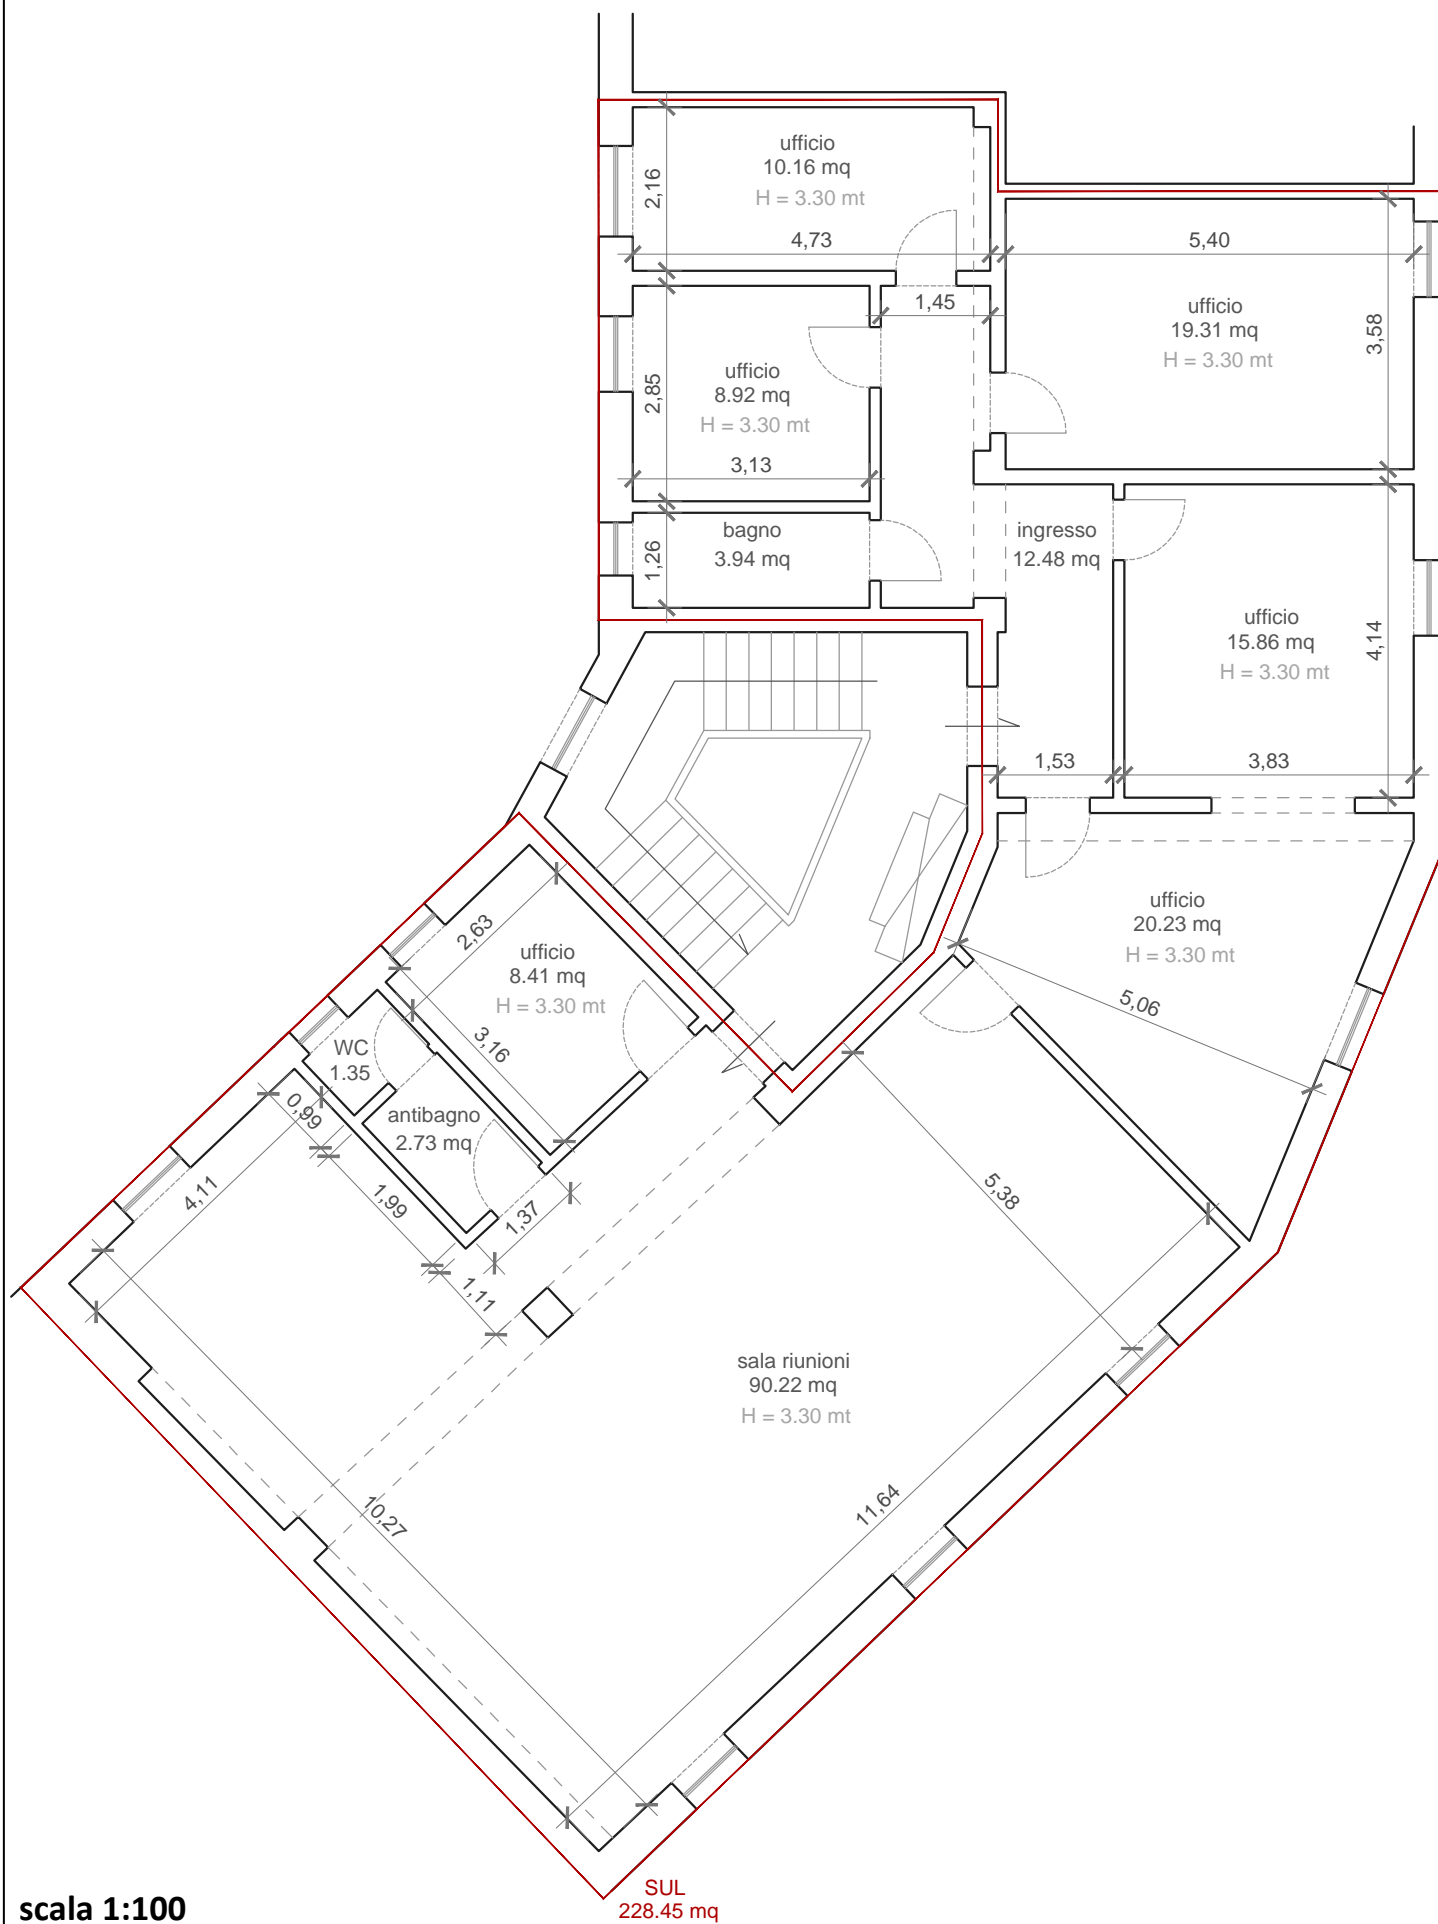 ufficio
10.16 mq
H = 3.30 mt
2,16
4,73
5,40
1,45
ufficio
19.31 mq
H = 3.30 mt
3,58
ufficio
8.92 mq
H = 3.30 mt
2,85
3,13
bagno
3.94 mq
1,26
ingresso
12.48 mq
ufficio
15.86 mq
H = 3.30 mt
4,14
1,53
3,83
ufficio
20.23 mq
H = 3.30 mt
5,06
2,63
ufficio
8.41 mq
H = 3.30 mt
3,16
WC
1.35
0,99
antibagno
2.73 mq
4,11
1,99
1,37
1,11
5,38
sala riunioni
90.22 mq
H = 3.30 mt
10,27
11,64
SUL
228.45 mq
scala 1:100